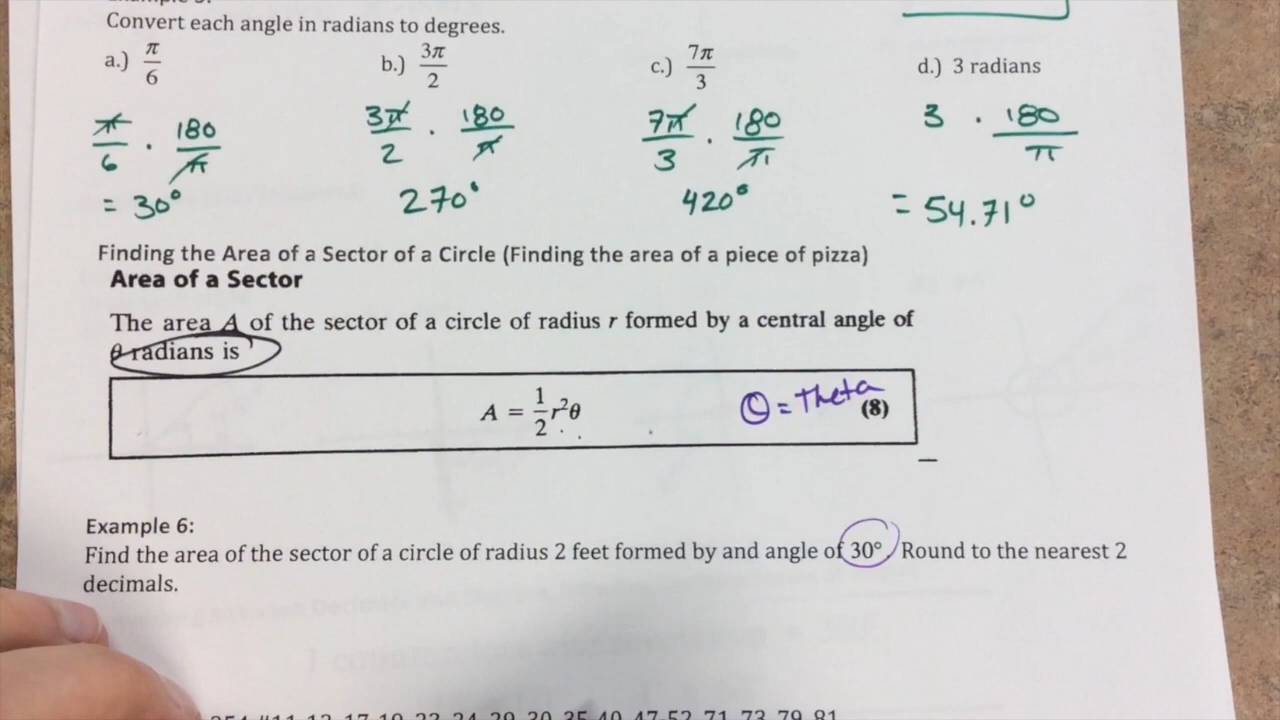 Convert each angle in radians to degrees.
a.) π/6 b.) 3π/2 c.) 7π/3 d.) 3 radians
π/6 · 180/π 3π/2 · 180/π 7π/3 · 180/π 3 · 180/π
= 30° 270° 420° = 54.71°
Finding the Area of a Sector of a Circle (Finding the area of a piece of pizza)
Area of a Sector
The area A of the sector of a circle of radius r formed by a central angle of
θ radians is
A = 1/2 r²θ Θ = Theta (8)
Example 6:
Find the area of the sector of a circle of radius 2 feet formed by and angle of 30°. Round to the nearest 2
decimals.